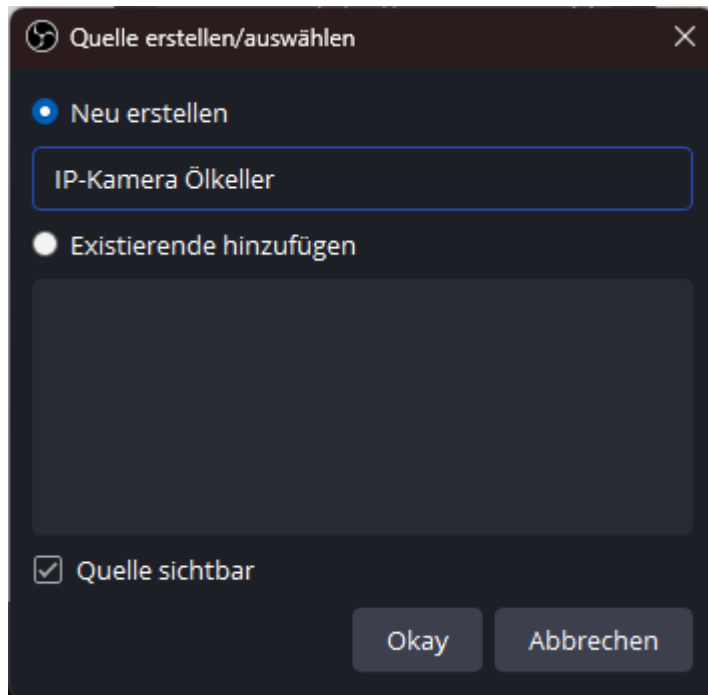 Quelle erstellen/auswählen
Neu erstellen
IP-Kamera Ölkeller
Existierende hinzufügen
Quelle sichtbar
Okay Abbrechen